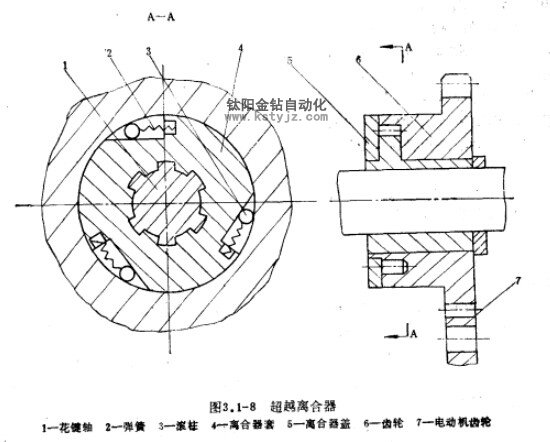 A—A
1
2
3
4
5
6
A
钛阳金钻自动化
www.kstyjz.com
7
A
图3.1-8 超越离合器
1—花键轴 2—弹簧 3—滚柱 4—离合器套 5—离合器盖 6—齿轮 7—电动机齿轮